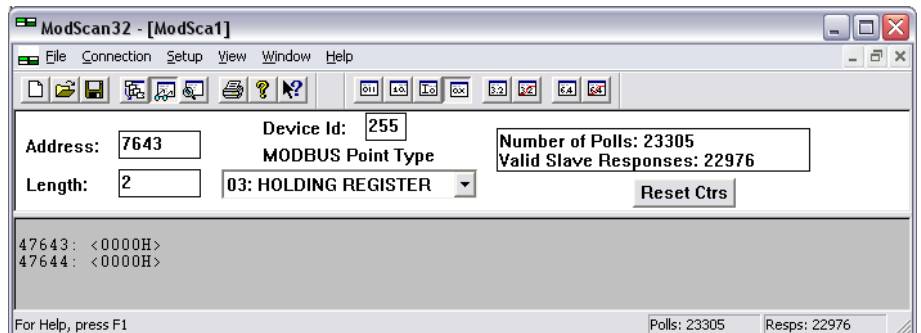 ModScan32 - [ModSca1]
File Connection Setup View Window Help
Address: 7643
Device Id: 255
MODBUS Point Type
Length: 2
03: HOLDING REGISTER
Number of Polls: 23305
Valid Slave Responses: 22976
Reset Ctrs
47643: <0000H>
47644: <0000H>
For Help, press F1
Polls: 23305
Resps: 22976